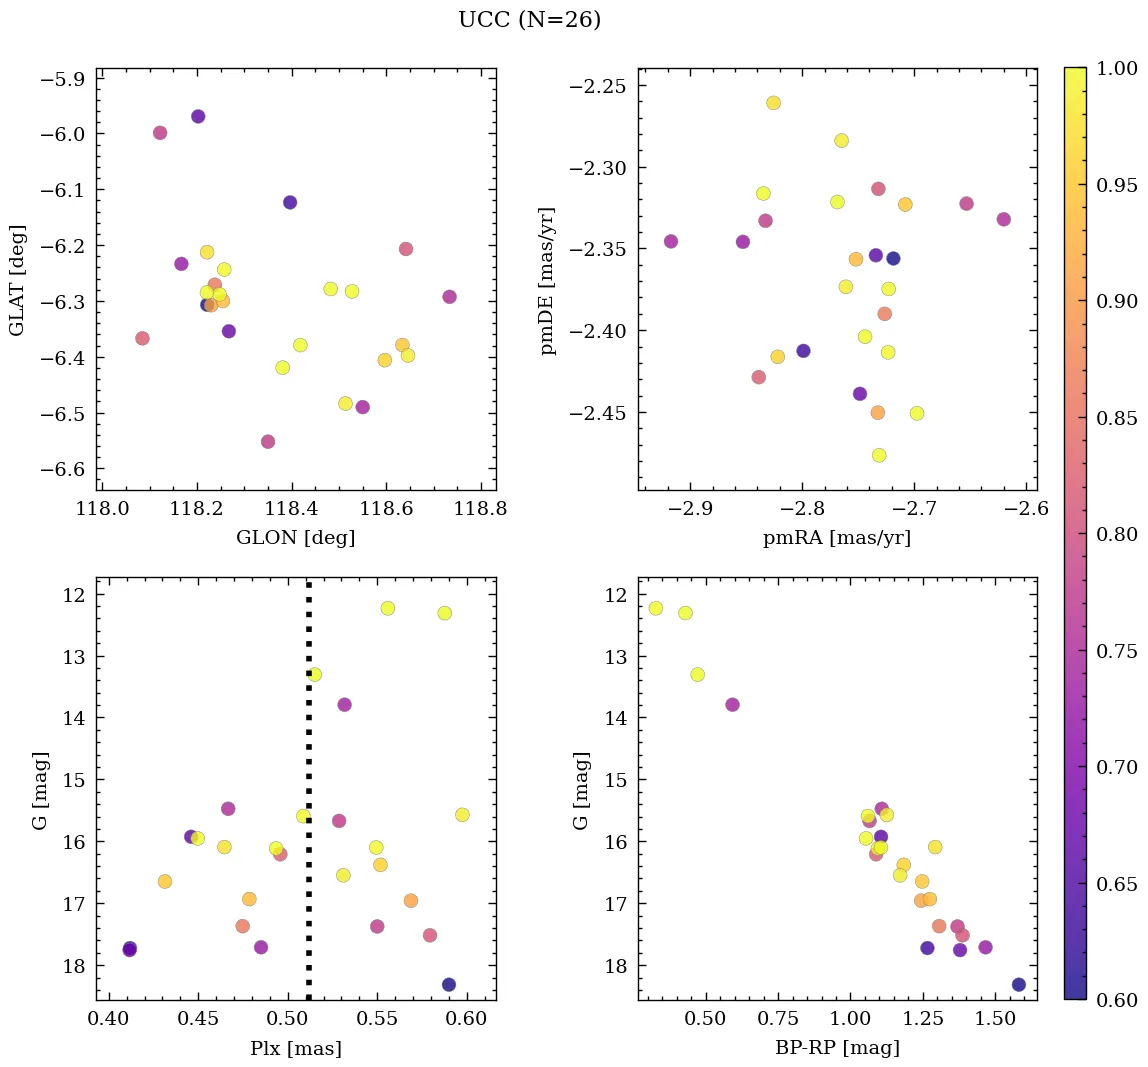 UCC (N=26)
−5.9
−6.0
−6.1
−6.2
−6.3
−6.4
−6.5
−6.6
GLAT [deg]
118.0 118.2 118.4 118.6 118.8
GLON [deg]
−2.25
−2.30
−2.35
−2.40
−2.45
pmDE [mas/yr]
−2.9 −2.8 −2.7 −2.6
pmRA [mas/yr]
12
13
14
15
16
17
18
G [mag]
0.40 0.45 0.50 0.55 0.60
Plx [mas]
12
13
14
15
16
17
18
G [mag]
0.50 0.75 1.00 1.25 1.50
BP-RP [mag]
1.00
0.95
0.90
0.85
0.80
0.75
0.70
0.65
0.60